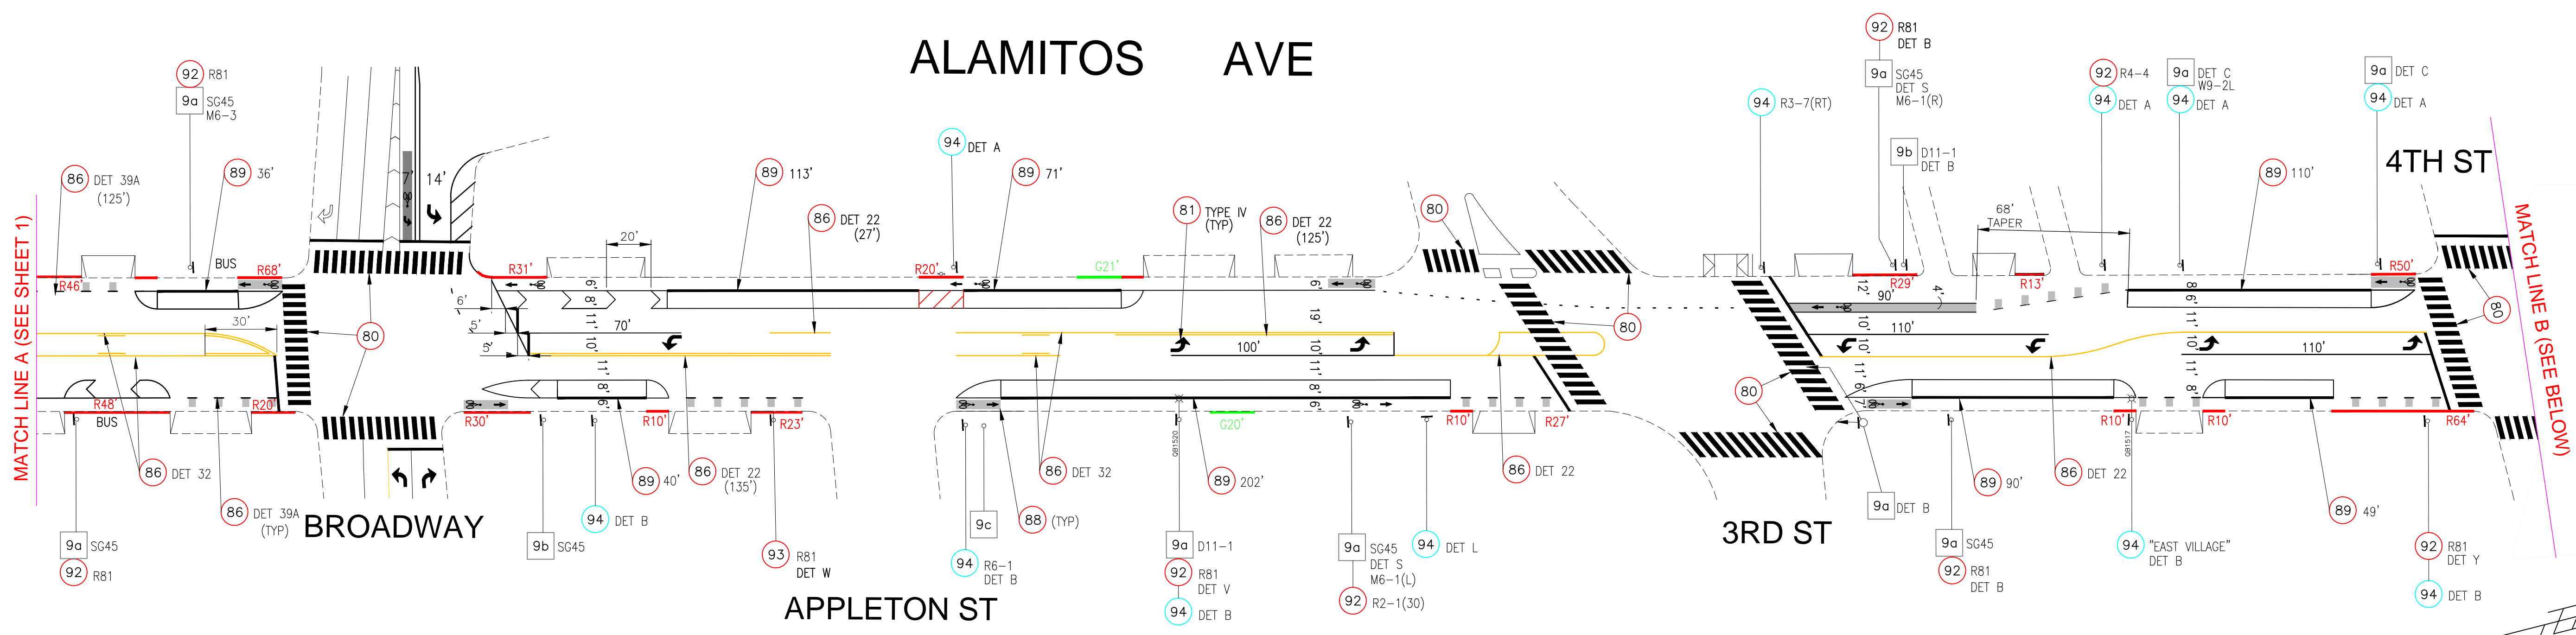 ALAMITOS AVE
MATCH LINE A (SEE SHEET 1)
86 DET 39A
(125')
R46'
92 R81
9a SG45
M6-3
89 36'
BUS
R68'
30'
R48'
BUS
R20'
86 DET 32
86 DET 39A
(TYP)
9a SG45
92 R81
BROADWAY
7' 14'
80
R31'
20'
6'
5'
5'
6'
8'
11'
10'
11'
8'
6'
70'
89 113'
86 DET 22
(27')
94 DET A
R20'
89 71'
G21'
81 TYPE IV
(TYP)
86 DET 22
(125')
R30'
R10'
R23'
89 40'
86 DET 22
(135')
9b SG45
94 DET B
93 R81
DET W
APPLETON ST
94 R6-1
DET B
9c
88 (TYP)
86 DET 32
QB1520
89 202'
G20'
9a D11-1
92 R81
DET V
94 DET B
100'
6'
19'
10'
11'
8'
6'
9a SG45
DET S
M6-1(L)
92 R2-1(30)
94 DET L
R10'
R27'
86 DET 22
80
80
80
3RD ST
94 R3-7(RT)
92 R81
DET B
9a SG45
DET S
M6-1(R)
9b D11-1
DET B
R29'
R13'
68'
TAPER
92 R4-4
94 DET A
9a DET C
W9-2L
94 DET A
89 110'
9a DET C
94 DET A
R50'
4TH ST
80
12'
90'
4'
10'
10'
11'
6'
7'
110'
8'
6'
11'
10'
11'
8'
110'
9a DET B
9a SG45
92 R81
DET B
89 90'
86 DET 22
R10'
QB1517
R10'
94 "EAST VILLAGE"
DET B
89 49'
R64'
92 R81
DET Y
94 DET B
MATCH LINE B (SEE BELOW)